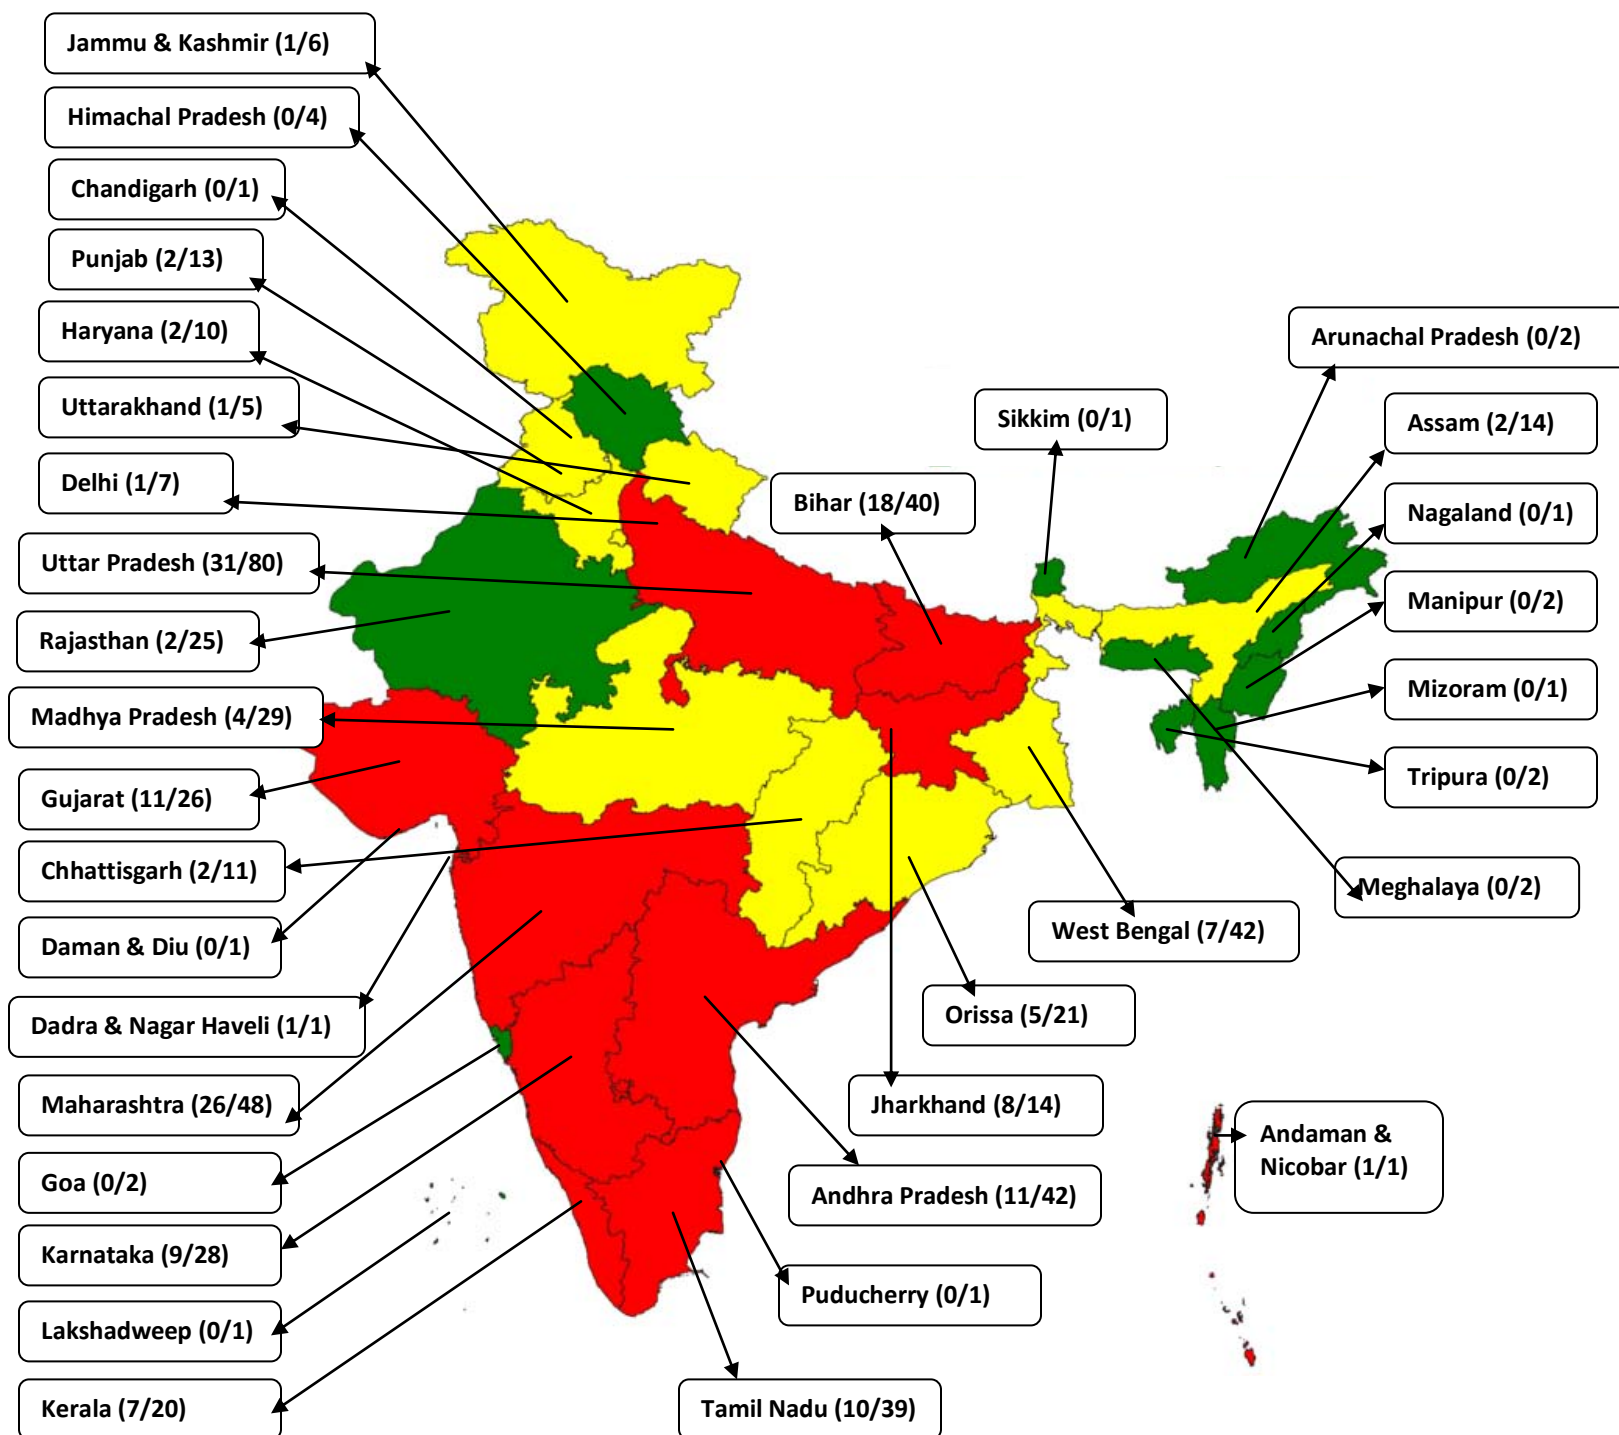 Jammu & Kashmir (1/6)
Himachal Pradesh (0/4)
Chandigarh (0/1)
Punjab (2/13)
Haryana (2/10)
Uttarakhand (1/5)
Delhi (1/7)
Uttar Pradesh (31/80)
Rajasthan (2/25)
Madhya Pradesh (4/29)
Gujarat (11/26)
Chhattisgarh (2/11)
Daman & Diu (0/1)
Dadra & Nagar Haveli (1/1)
Maharashtra (26/48)
Goa (0/2)
Karnataka (9/28)
Lakshadweep (0/1)
Kerala (7/20)
Bihar (18/40)
Sikkim (0/1)
Arunachal Pradesh (0/2)
Assam (2/14)
Nagaland (0/1)
Manipur (0/2)
Mizoram (0/1)
Tripura (0/2)
Meghalaya (0/2)
West Bengal (7/42)
Orissa (5/21)
Jharkhand (8/14)
Andhra Pradesh (11/42)
Puducherry (0/1)
Tamil Nadu (10/39)
Andaman &
Nicobar (1/1)